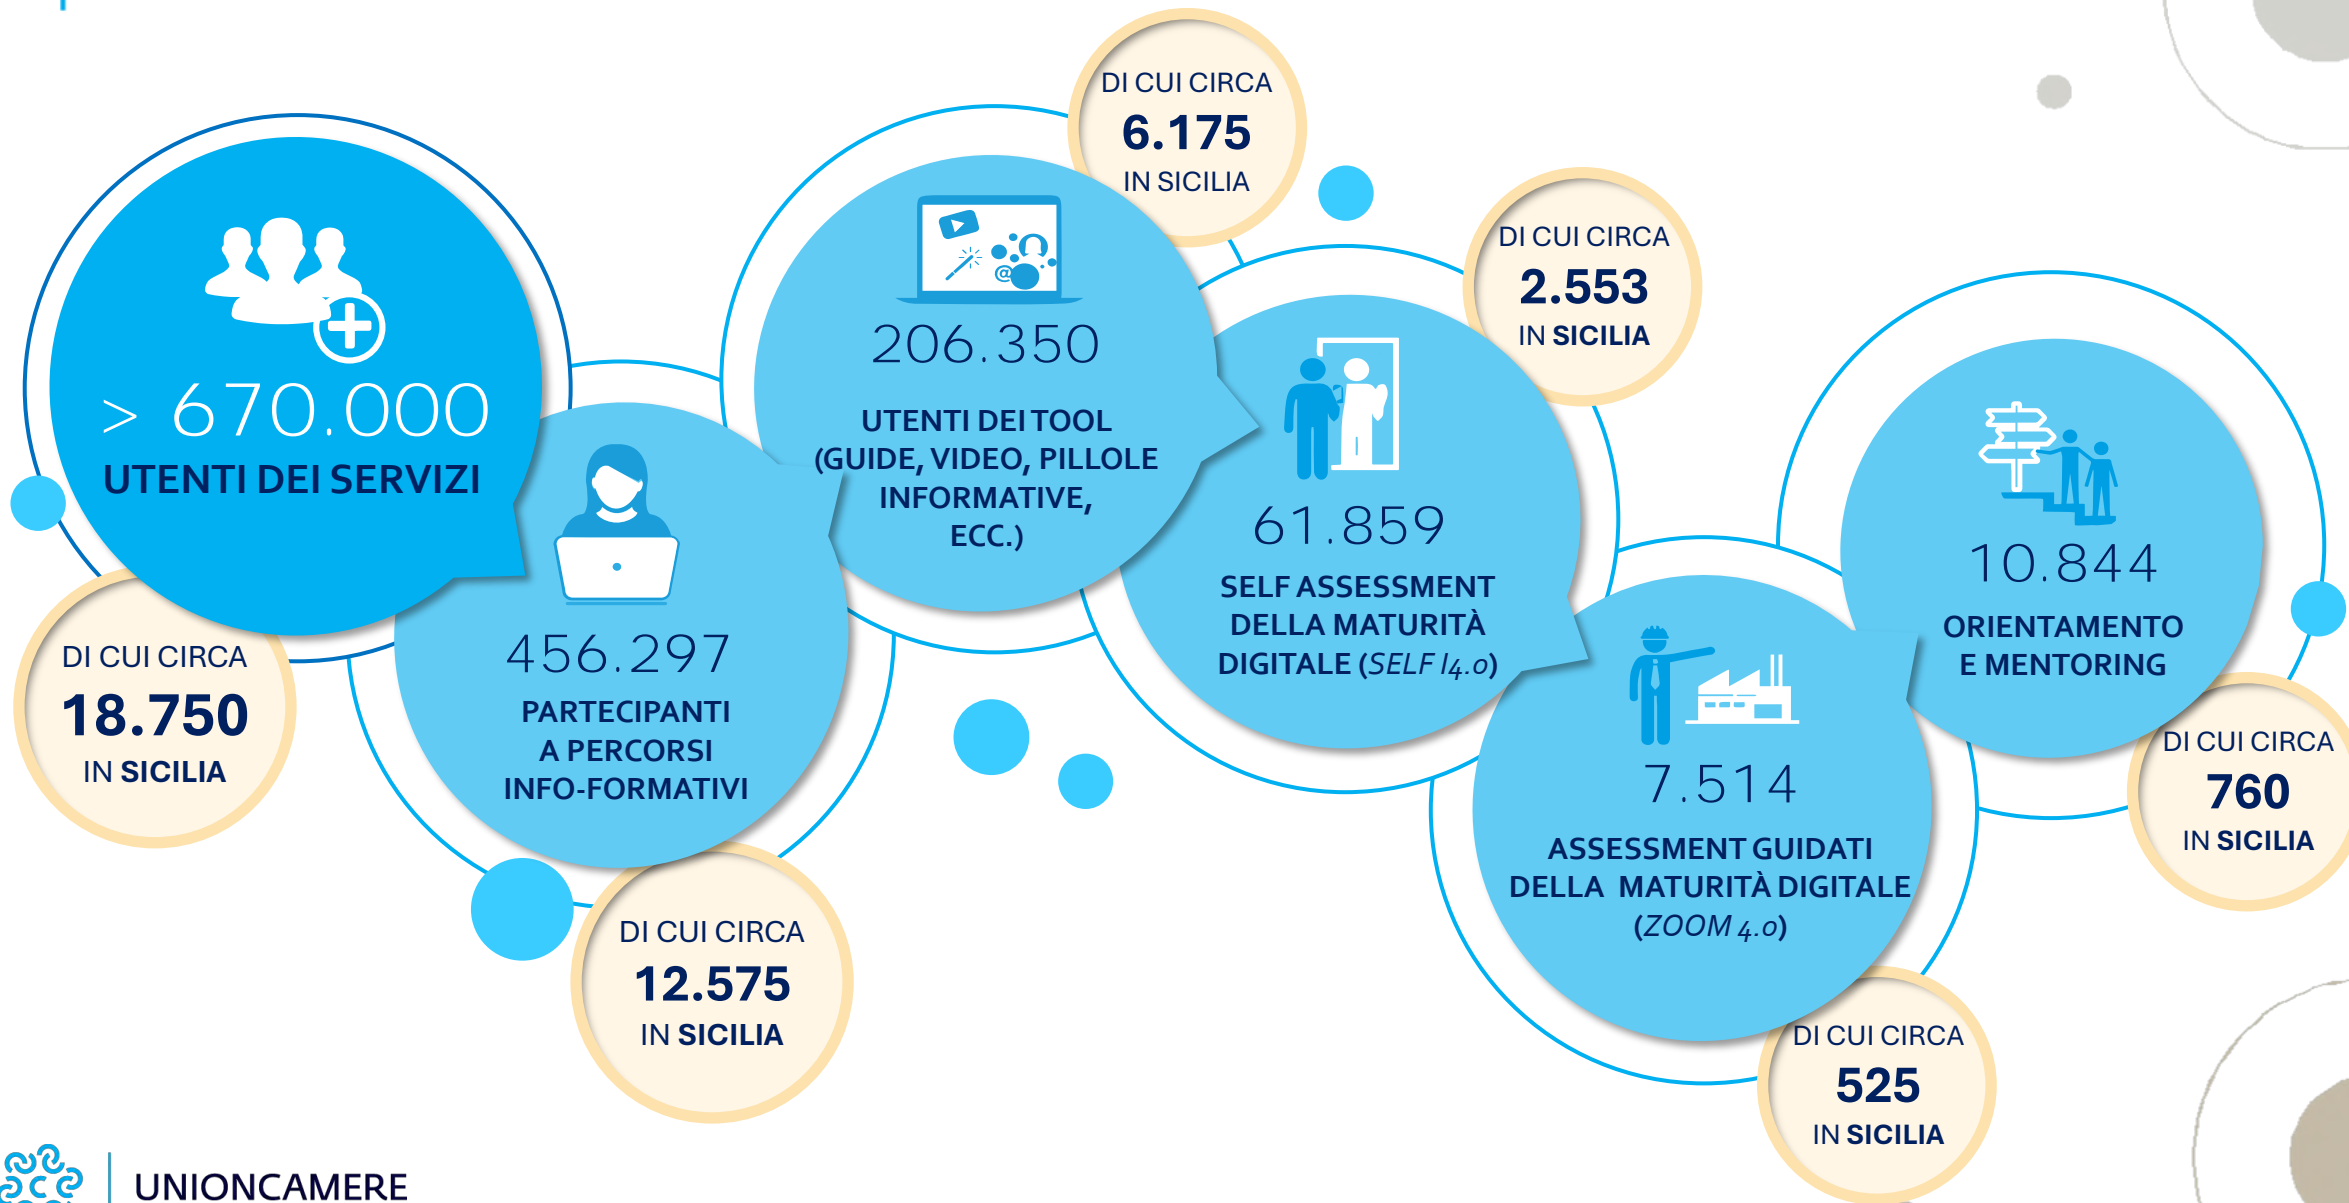 > 670.000
UTENTI DEI SERVIZI
DI CUI CIRCA
18.750
IN SICILIA
456.297
PARTECIPANTI
A PERCORSI
INFO-FORMATIVI
DI CUI CIRCA
12.575
IN SICILIA
206.350
UTENTI DEI TOOL
(GUIDE, VIDEO, PILLOLE
INFORMATIVE,
ECC.)
DI CUI CIRCA
6.175
IN SICILIA
61.859
SELF ASSESSMENT
DELLA MATURITÀ
DIGITALE (SELF I4.0)
DI CUI CIRCA
2.553
IN SICILIA
7.514
ASSESSMENT GUIDATI
DELLA MATURITÀ DIGITALE
(ZOOM 4.0)
DI CUI CIRCA
525
IN SICILIA
10.844
ORIENTAMENTO
E MENTORING
DI CUI CIRCA
760
IN SICILIA
UNIONCAMERE